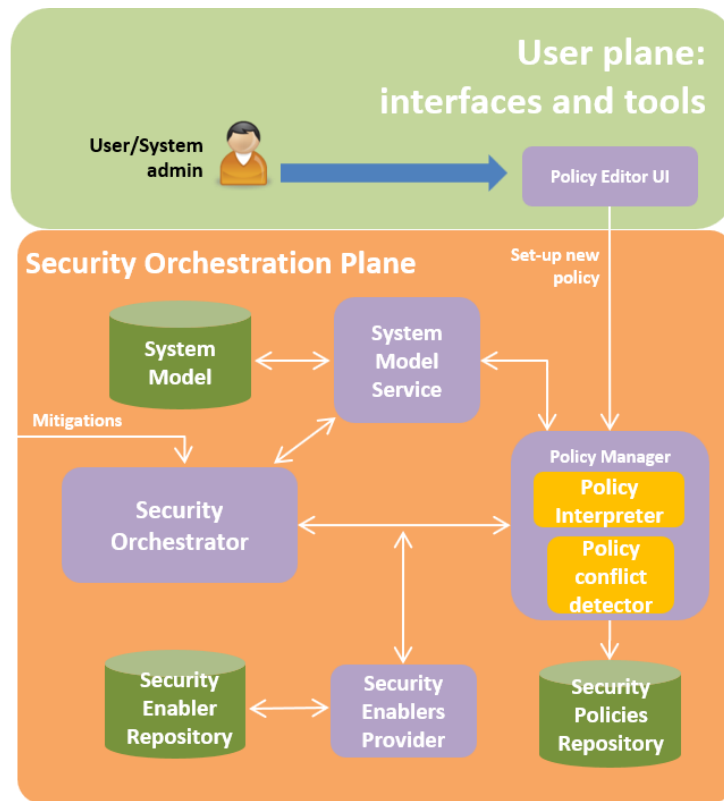 User plane:
interfaces and tools
User/System
admin
Policy Editor UI
Security Orchestration Plane
Set-up new
policy
System
Model
System
Model
Service
Mitigations
Policy Manager
Policy
Interpreter
Policy
conflict
detector
Security
Orchestrator
Security
Enabler
Repository
Security
Enablers
Provider
Security
Policies
Repository